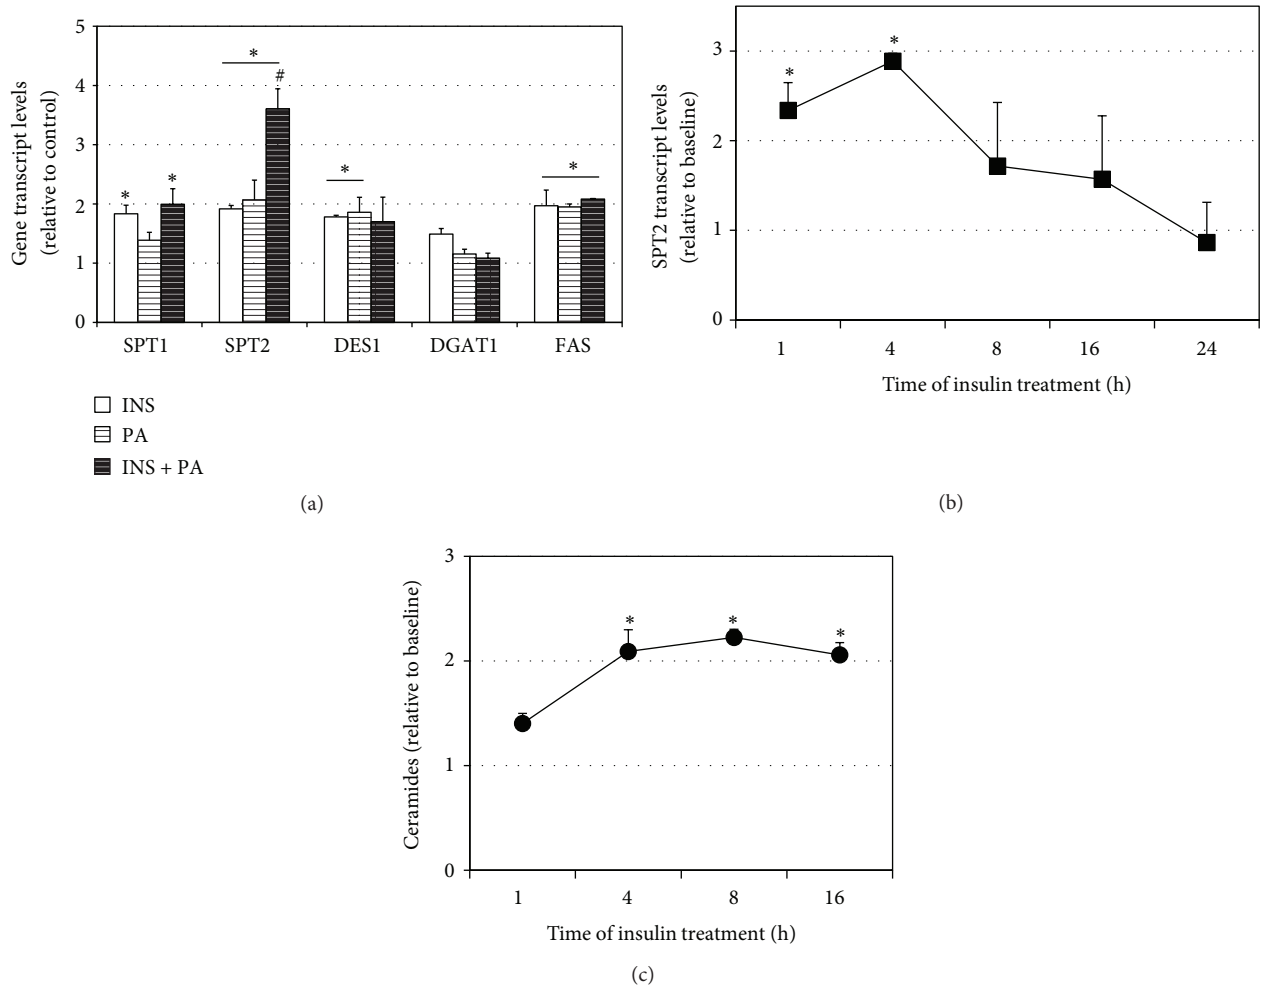 Gene transcript levels
(relative to control)
5
4
3
2
1
0
*
*
*
#
*
*
SPT1 SPT2 DES1 DGAT1 FAS
INS
PA
INS + PA
(a)
SPT2 transcript levels
(relative to baseline)
3
2
1
0
*
*
1 4 8 16 24
Time of insulin treatment (h)
(b)
Ceramides (relative to baseline)
3
2
1
0
*
*
*
1 4 8 16
Time of insulin treatment (h)
(c)